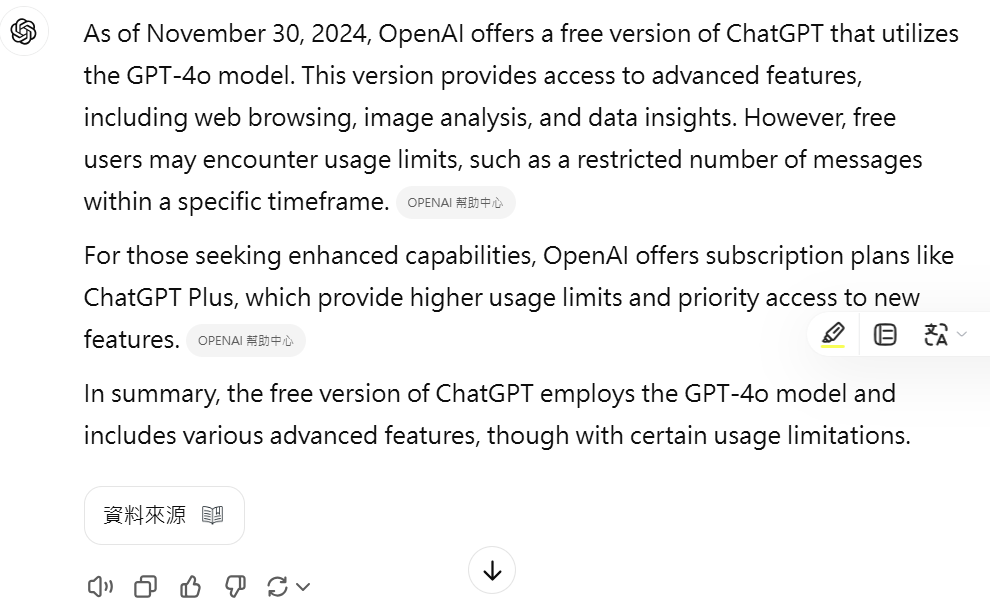 As of November 30, 2024, OpenAI offers a free version of ChatGPT that utilizes
the GPT-4o model. This version provides access to advanced features,
including web browsing, image analysis, and data insights. However, free
users may encounter usage limits, such as a restricted number of messages
within a specific timeframe. OPENAI 幫助中心
For those seeking enhanced capabilities, OpenAI offers subscription plans like
ChatGPT Plus, which provide higher usage limits and priority access to new
features. OPENAI 幫助中心
In summary, the free version of ChatGPT employs the GPT-4o model and
includes various advanced features, though with certain usage limitations.
資料來源